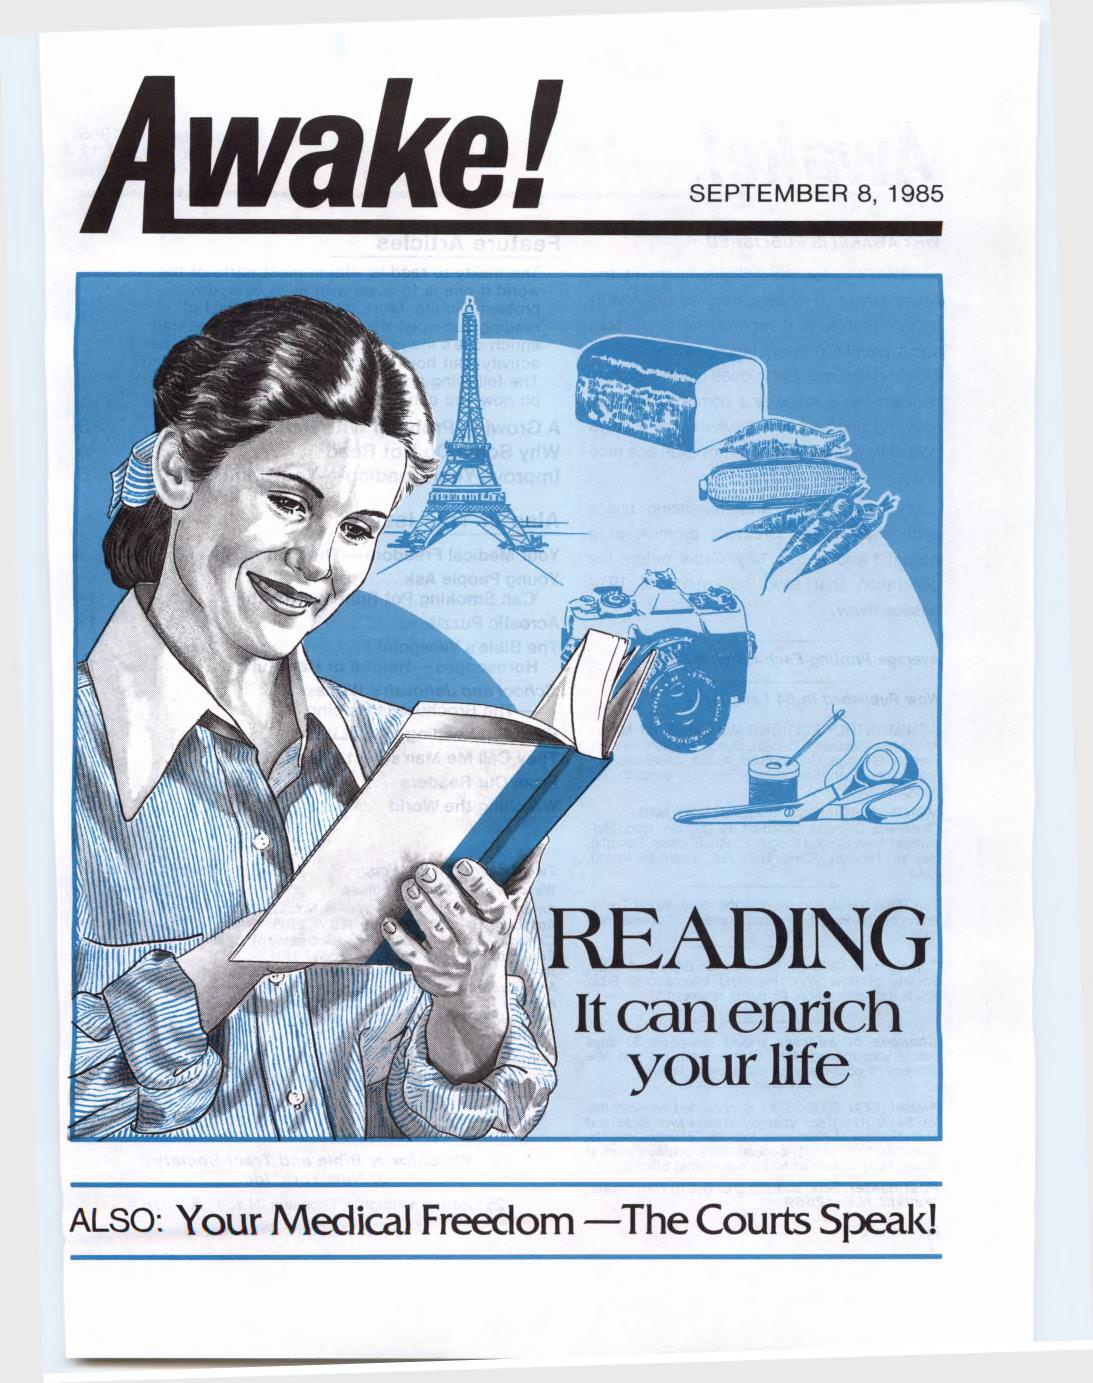 Awake!
SEPTEMBER 8, 1985
READING
It can enrich
your life
ALSO: Your Medical Freedom —The Courts Speak!